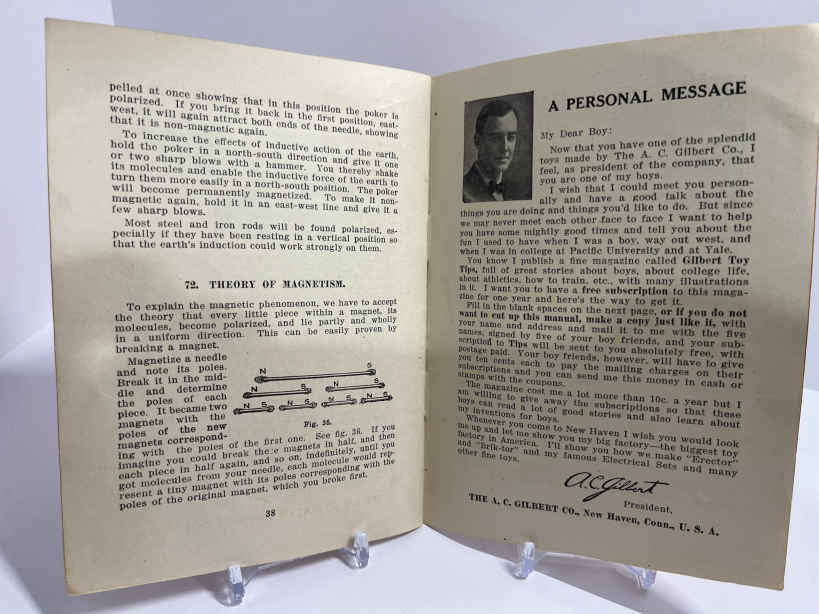 pelled at once showing that in this position the poker is
polarized. If you bring it back in the first position, east-
west, it will again attract both ends of the needle, showing
that it is non-magnetic again.
To increase the effects of inductive action of the earth,
hold the poker in a north-south direction and give it one
or two sharp blows with a hammer. You thereby shake
its molecules and enable the inductive force of the earth to
turn them more easily in a north-south position. The poker
will become permanently magnetized. To make it non-
magnetic again, hold it in an east-west line and give it a
few sharp blows.
Most steel and iron rods will be found polarized, es-
pecially if they have been resting in a vertical position so
that the earth's induction could work strongly on them.
72. THEORY OF MAGNETISM.
To explain the magnetic phenomenon, we have to accept
the theory that every little piece within a magnet, its
molecules, become polarized, and lie partly and wholly
in a uniform direction. This can be easily proven by
breaking a magnet.
Magnetize a needle
and note its poles.
Break it in the mid-
dle and determine
the poles of each
piece. It became two
magnets with the
poles of the new
magnets correspond-
N S
N S N S
N S N S N S N S
Fig. 36.
ing with the poles of the first one. See fig. 36. If you
imagine you could break these magnets in half, and then
each piece in half again, and so on, indefinitely, until you
got molecules from your needle, each molecule would rep-
resent a tiny magnet with its poles corresponding with the
poles of the original magnet, which you broke first.
38
A PERSONAL MESSAGE
My Dear Boy:
Now that you have one of the splendid
toys made by The A. C. Gilbert Co., I
feel, as president of the company, that
you are one of my boys.
I wish that I could meet you person-
ally and have a good talk about the
things you are doing and things you'd like to do. But since
we may never meet each other face to face I want to help
you have some mightly good times and tell you about the
fun I used to have when I was a boy, way out west, and
when I was in college at Pacific University and at Yale.
You know I publish a fine magazine called Gilbert Toy
Tips, full of great stories about boys, about college life,
about athletics, how to train, etc., with many illustrations
in it. I want you to have a free subscription to this maga-
zine for one year and here's the way to get it.
Fill in the blank spaces on the next page, or if you do not
want to cut up this manual, make a copy just like it, with
your name and address and mail it to me with the five
names, signed by five of your boy friends, and your sub-
scription to Tips will be sent to you absolutely free, with
postage paid. Your boy friends, however, will have to give
you ten cents each to pay the mailing charges on their
subscriptions and you can send me this money in cash or
stamps with the coupons.
The magazine cost me a lot more than 10c. a year but I
am willing to give away the subscriptions so that these
boys can read a lot of good stories and also learn about
my inventions for boys.
Whenever you come to New Haven I wish you would look
me up and let me show you my big factory—the biggest toy
factory in America. I'll show you how we make "Erector"
and "Brik-tor" and my famous Electrical Sets and many
other fine toys.
A. C. Gilbert
President,
THE A. C. GILBERT CO., New Haven, Conn., U. S. A.